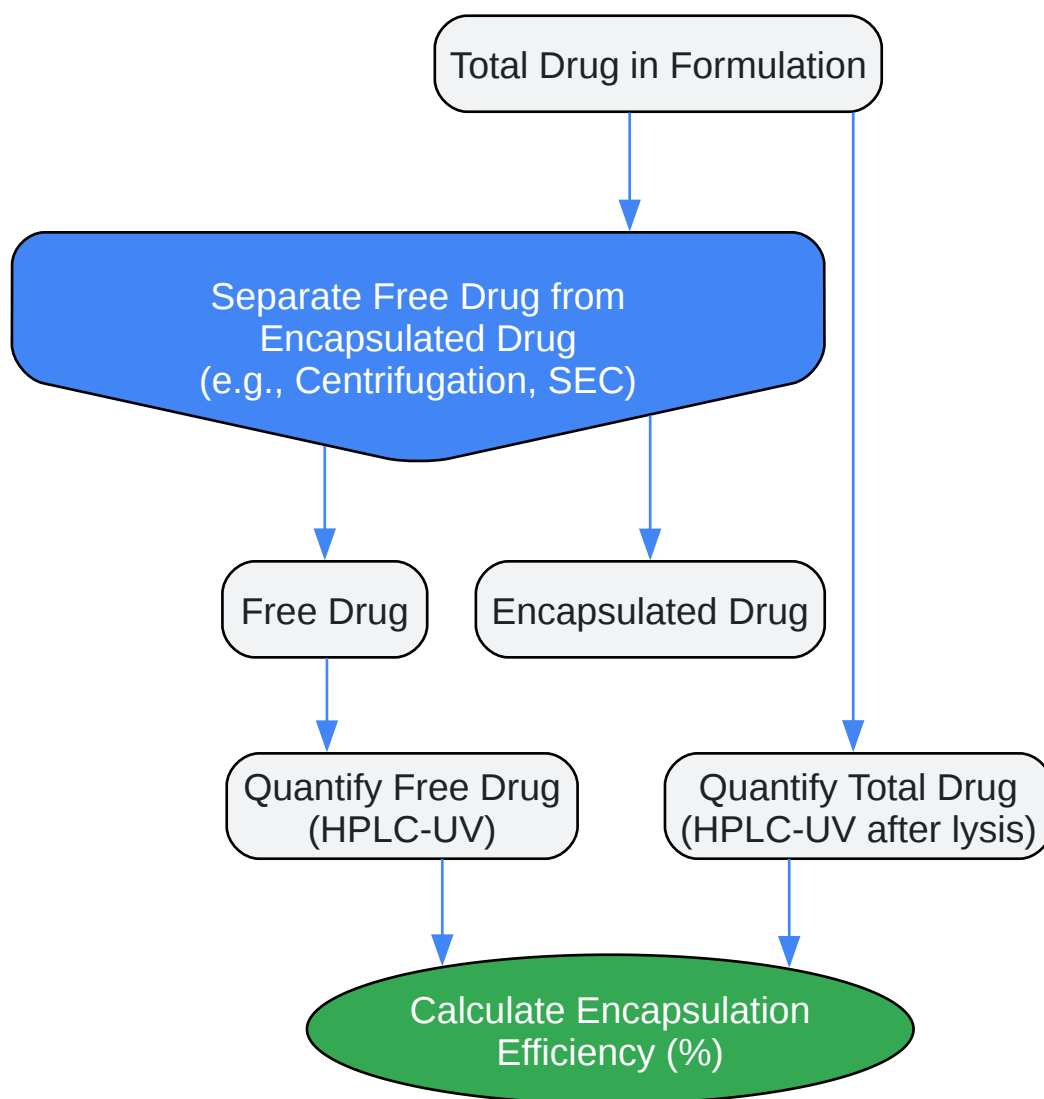 Total Drug in Formulation
Separate Free Drug from
Encapsulated Drug
(e.g., Centrifugation, SEC)
Free Drug
Encapsulated Drug
Quantify Free Drug
(HPLC-UV)
Quantify Total Drug
(HPLC-UV after lysis)
Calculate Encapsulation
Efficiency (%)